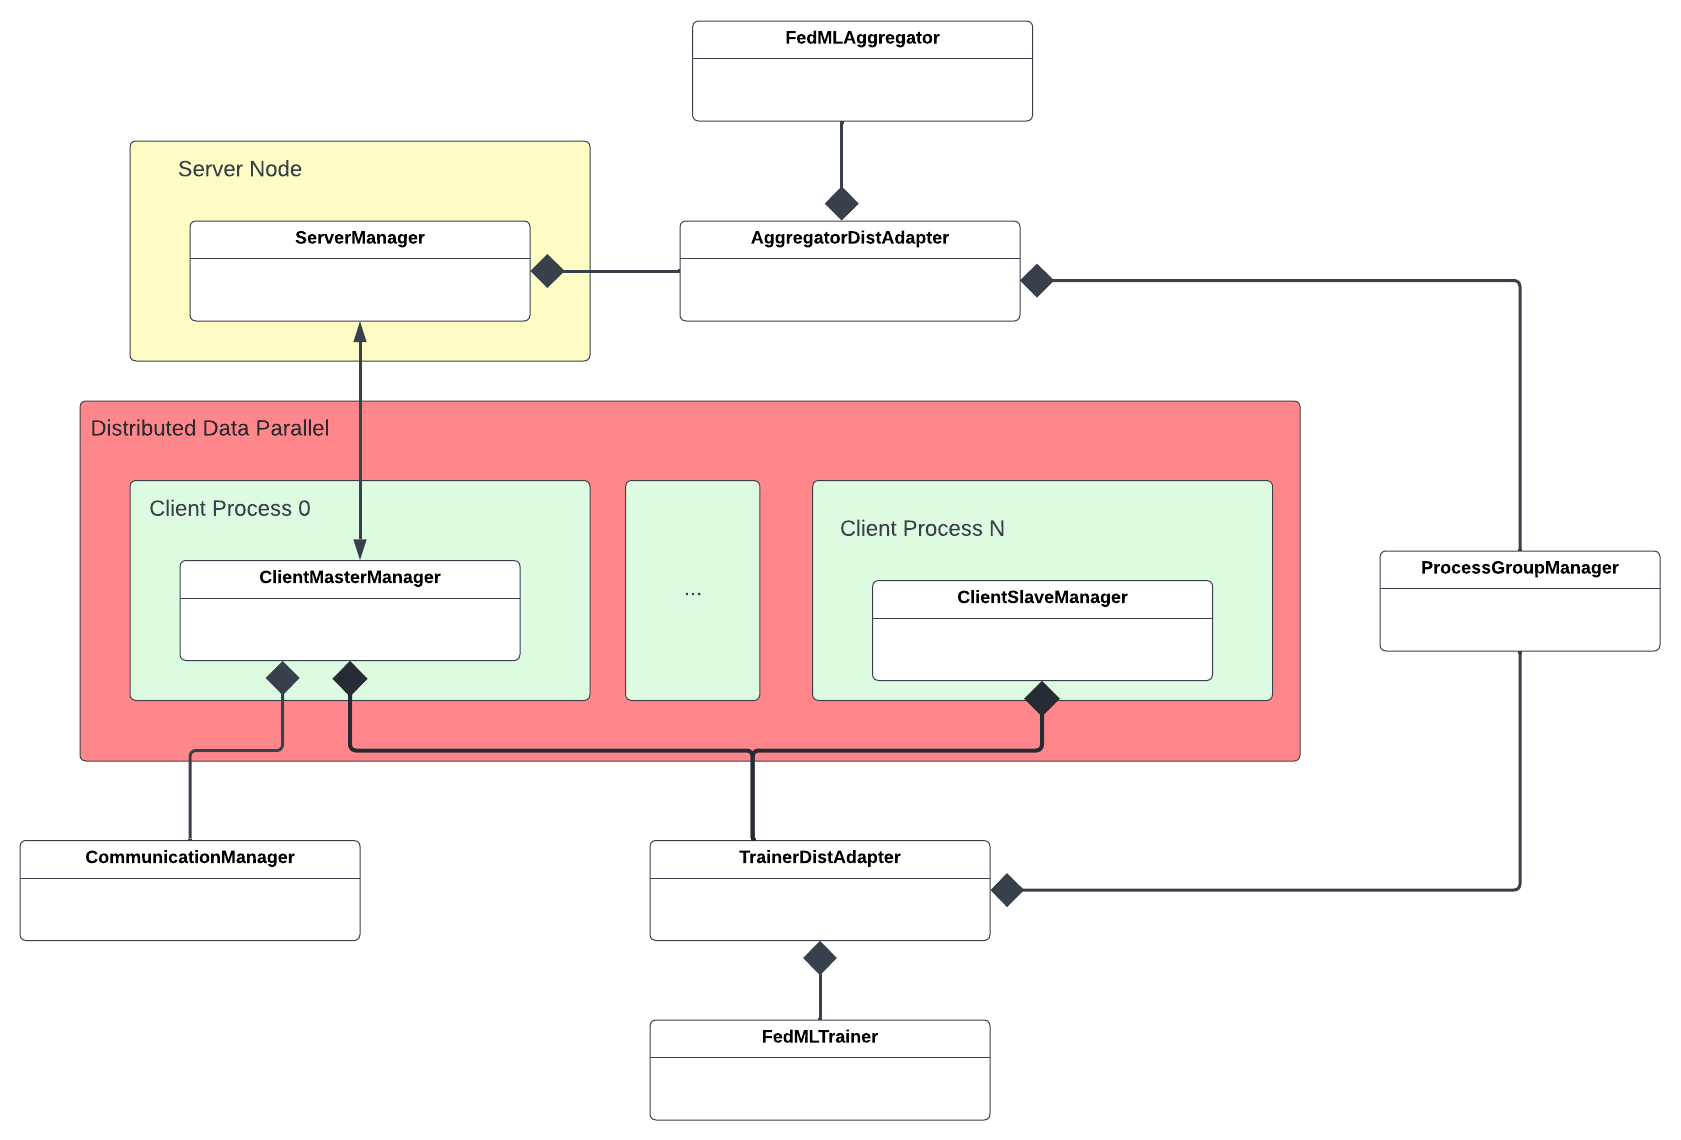 FedMLAggregator
Server Node
ServerManager
AggregatorDistAdapter
Distributed Data Parallel
Client Process 0
Client Process N
ClientMasterManager
...
ClientSlaveManager
ProcessGroupManager
CommunicationManager
TrainerDistAdapter
FedMLTrainer